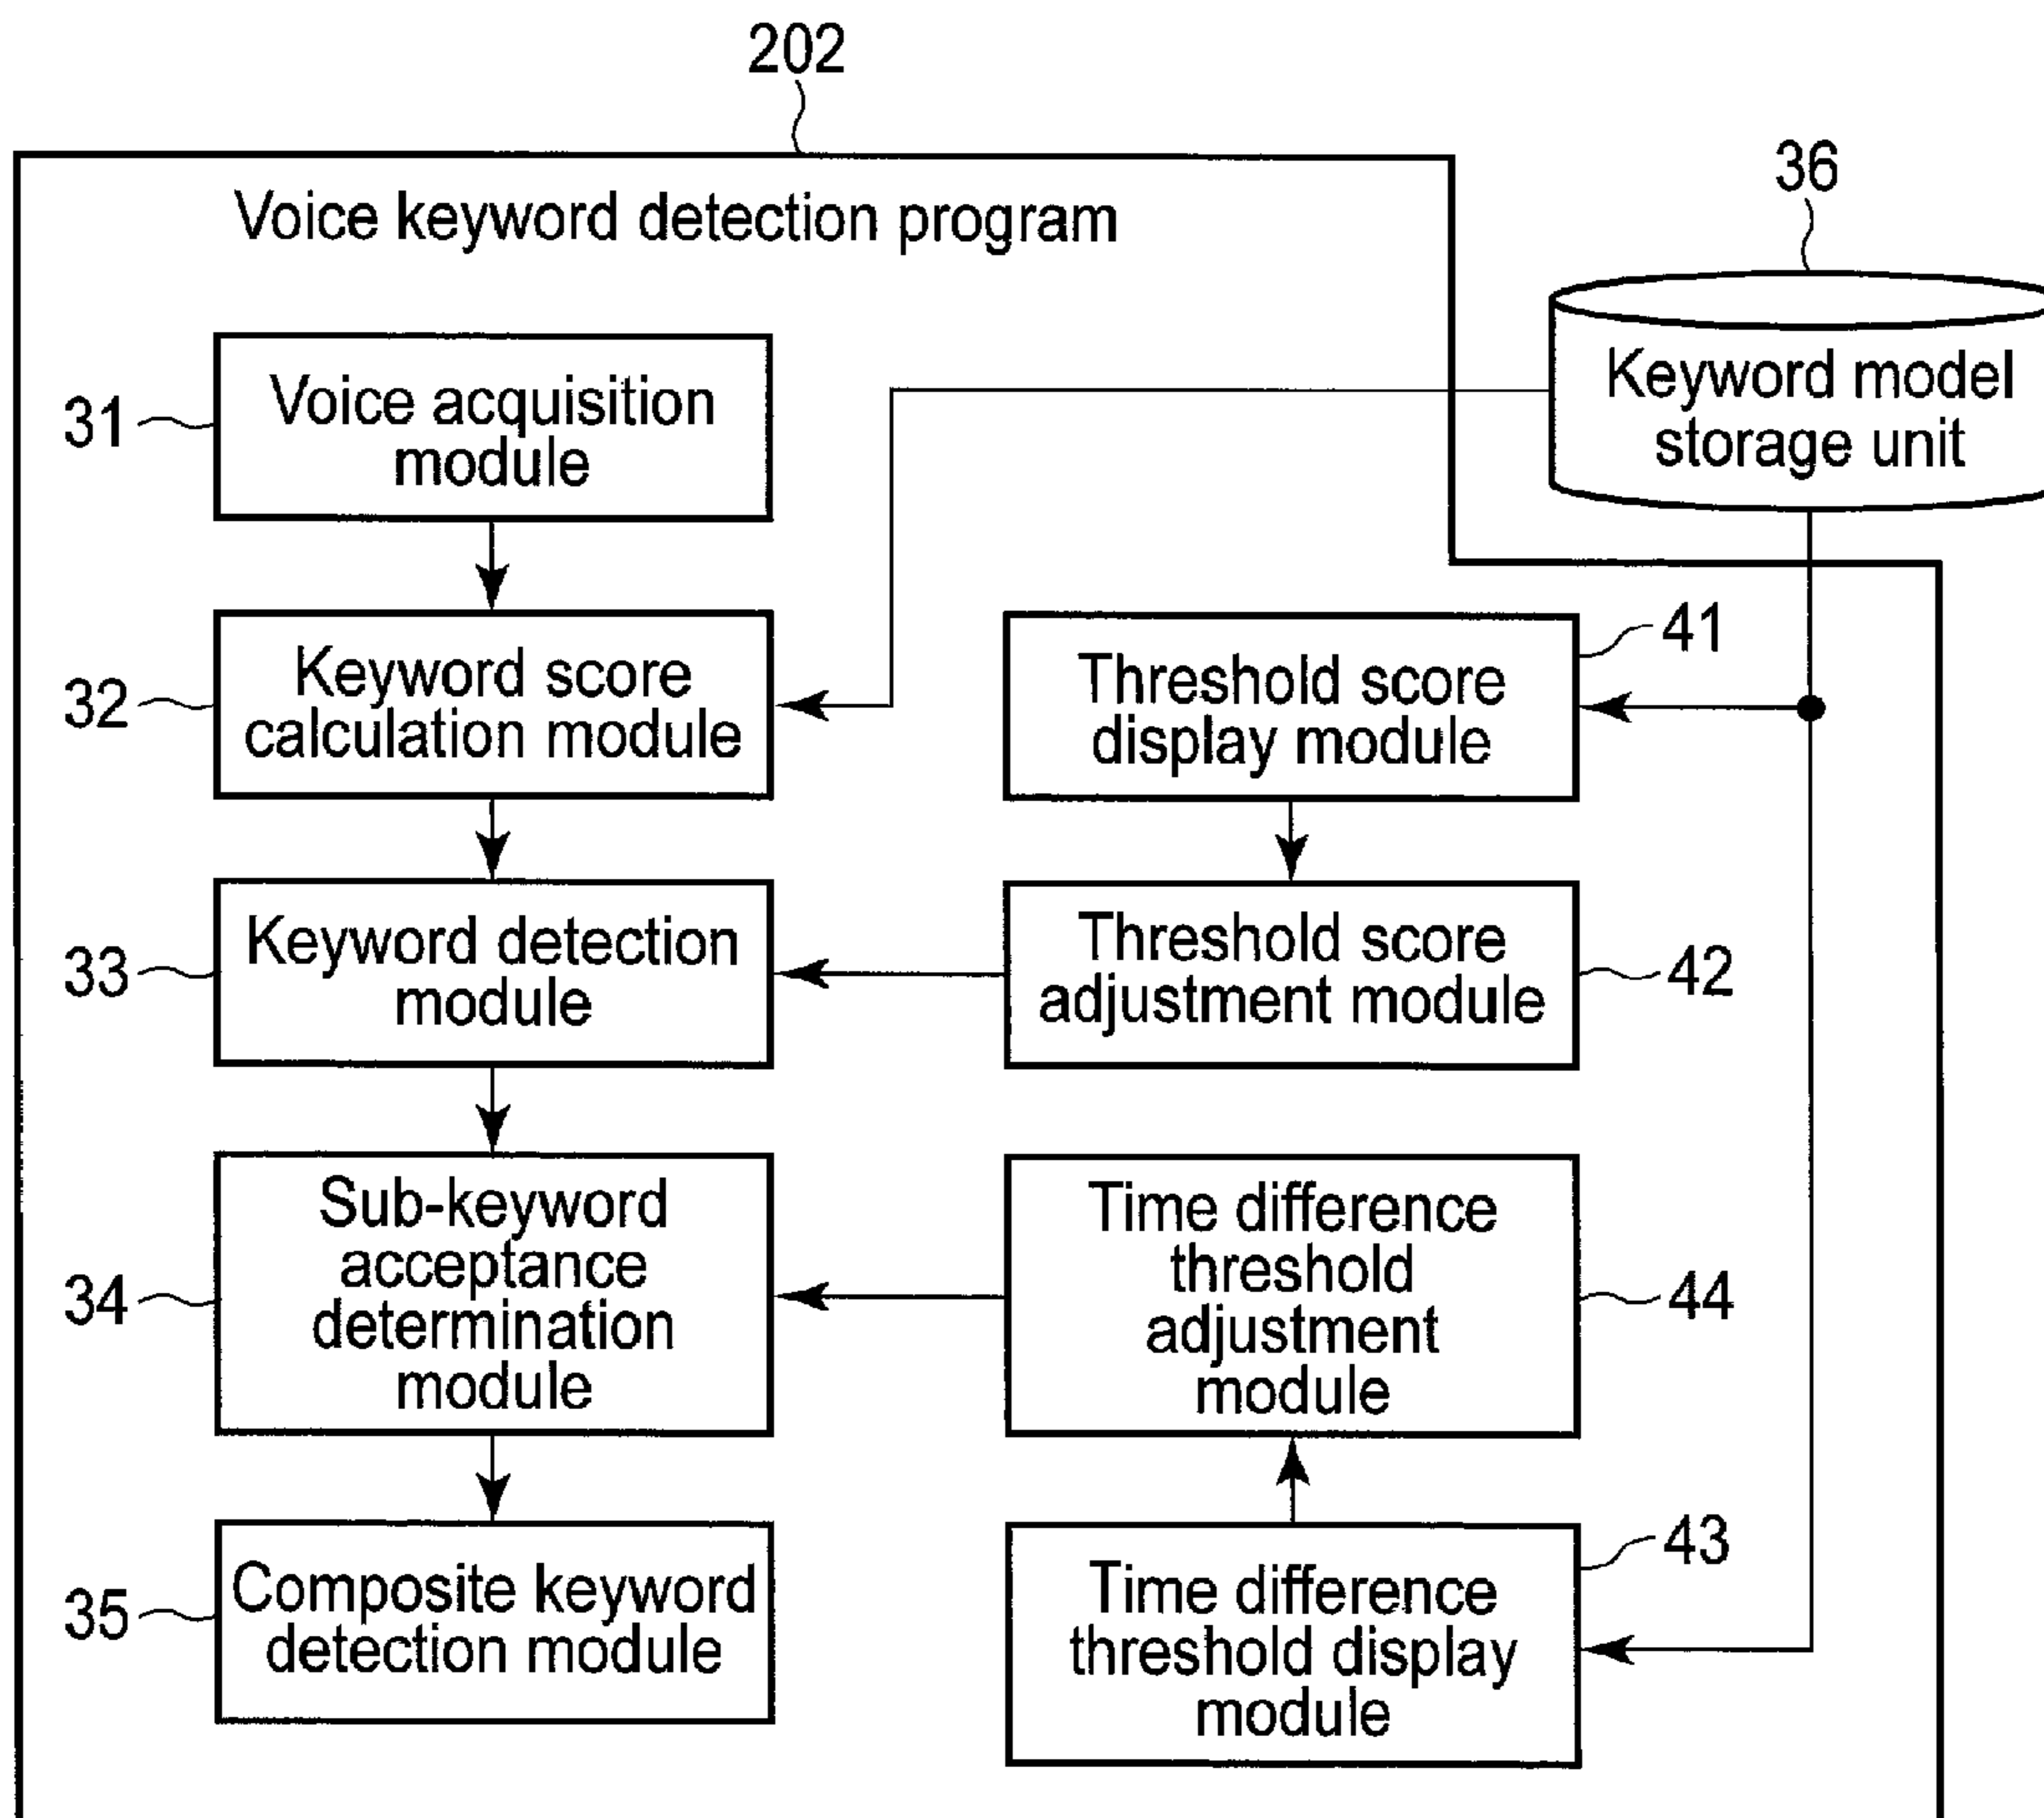 202
Voice keyword detection program
36
Keyword model
storage unit
31
Voice acquisition
module
32
Keyword score
calculation module
41
Threshold score
display module
33
Keyword detection
module
42
Threshold score
adjustment module
34
Sub-keyword
acceptance
determination
module
44
Time difference
threshold
adjustment
module
35
Composite keyword
detection module
43
Time difference
threshold display
module